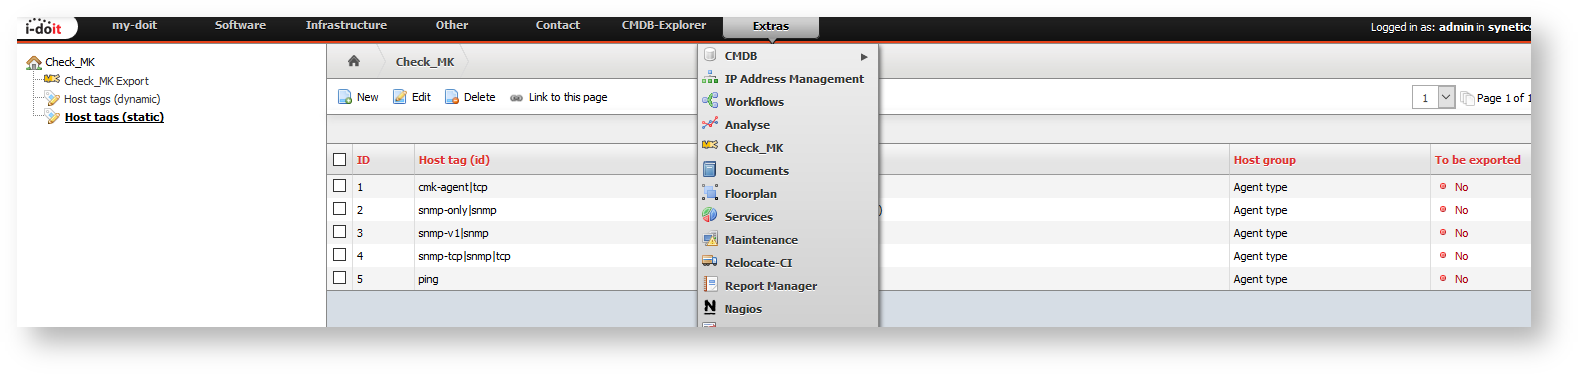 i-doit my-doit Software Infrastructure Other Contact CMDB-Explorer Extras Logged in as: admin in synetics
Check_MK
Check_MK Export
Host tags (dynamic)
Host tags (static)
Check_MK
New Edit Delete Link to this page
1 Page 1 of 1
ID Host tag (id) Host group To be exported
1 cmk-agent|tcp Agent type No
2 snmp-only|snmp ) Agent type No
3 snmp-v1|snmp Agent type No
4 snmp-tcp|snmp|tcp Agent type No
5 ping Agent type No
CMDB
IP Address Management
Workflows
Analyse
Check_MK
Documents
Floorplan
Services
Maintenance
Relocate-CI
Report Manager
Nagios